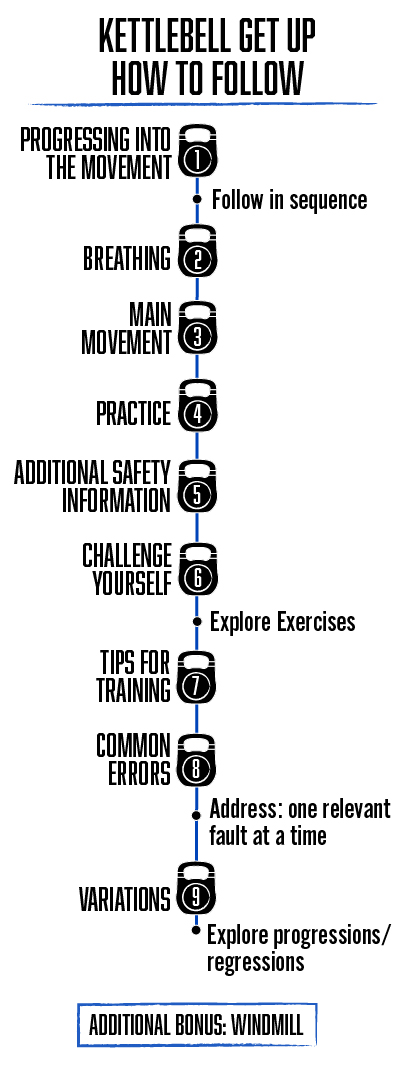 KETTLEBELL GET UP
HOW TO FOLLOW
PROGRESSING INTO
THE MOVEMENT
1
Follow in sequence
BREATHING
2
MAIN
MOVEMENT
3
PRACTICE
4
ADDITIONAL SAFETY
INFORMATION
5
CHALLENGE
YOURSELF
6
Explore Exercises
TIPS FOR
TRAINING
7
COMMON
ERRORS
8
Address: one relevant
fault at a time
VARIATIONS
9
Explore progressions/
regressions
ADDITIONAL BONUS: WINDMILL